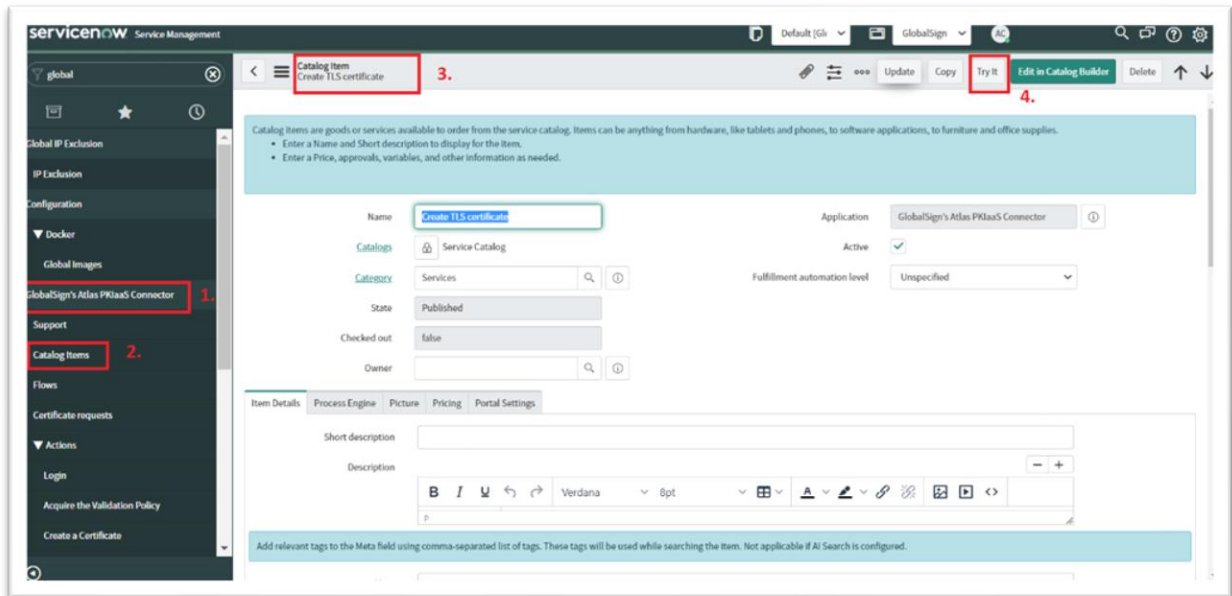 servicenow Service Management
Default [Gl
GlobalSign
AC
global
Catalog Item
Create TLS certificate
3.
Update
Copy
Try It
Edit in Catalog Builder
Delete
4.
Global IP Exclusion
IP Exclusion
Configuration
Docker
Global Images
GlobalSign's Atlas PKIaaS Connector
1.
Support
Catalog Items
2.
Flows
Certificate requests
Actions
Login
Acquire the Validation Policy
Create a Certificate
Catalog items are goods or services available to order from the service catalog. Items can be anything from hardware, like tablets and phones, to software applications, to furniture and office supplies.
• Enter a Name and Short description to display for the item.
• Enter a Price, approvals, variables, and other information as needed.
Name
Create TLS certificate
Application
GlobalSign's Atlas PKIaaS Connector
Catalogs
Service Catalog
Active
Category
Services
Fulfillment automation level
Unspecified
State
Published
Checked out
false
Owner
Item Details
Process Engine
Picture
Pricing
Portal Settings
Short description
Description
B I U Verdana 8pt A
P
Add relevant tags to the Meta field using comma-separated list of tags. These tags will be used while searching the item. Not applicable if AI Search is configured.